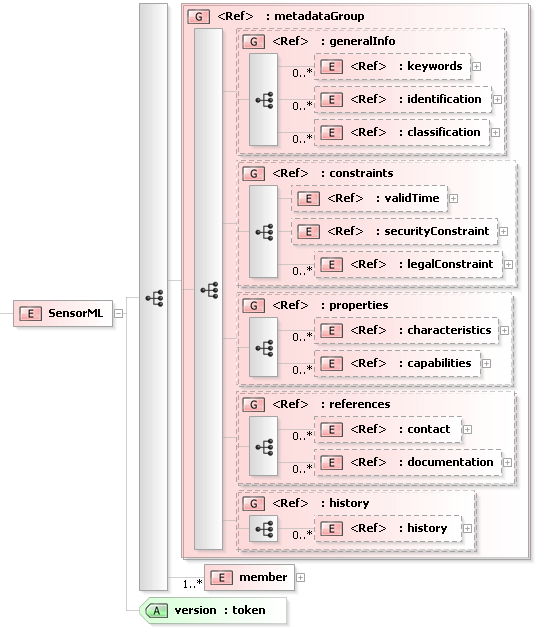 G <Ref> : metadataGroup
G <Ref> : generalInfo
0..* E <Ref> : keywords
0..* E <Ref> : identification
0..* E <Ref> : classification
G <Ref> : constraints
E <Ref> : validTime
E <Ref> : securityConstraint
0..* E <Ref> : legalConstraint
E SensorML
G <Ref> : properties
0..* E <Ref> : characteristics
0..* E <Ref> : capabilities
G <Ref> : references
0..* E <Ref> : contact
0..* E <Ref> : documentation
G <Ref> : history
0..* E <Ref> : history
1..* E member
A version : token